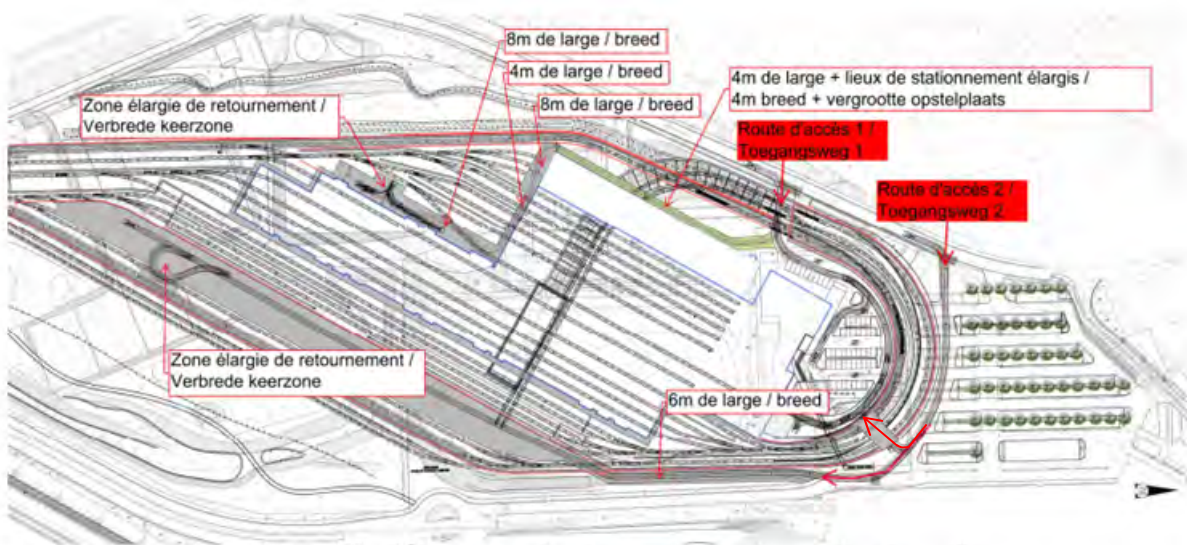 8m de large / breed
4m de large / breed
8m de large / breed
Zone élargie de retournement /
Verbrede keerzone
4m de large + lieux de stationnement élargis /
4m breed + vergrootte opstelplaats
Route d'accès 1 /
Toegangsweg 1
Route d'accès 2 /
Toegangsweg 2
Zone élargie de retournement /
Verbrede keerzone
6m de large / breed